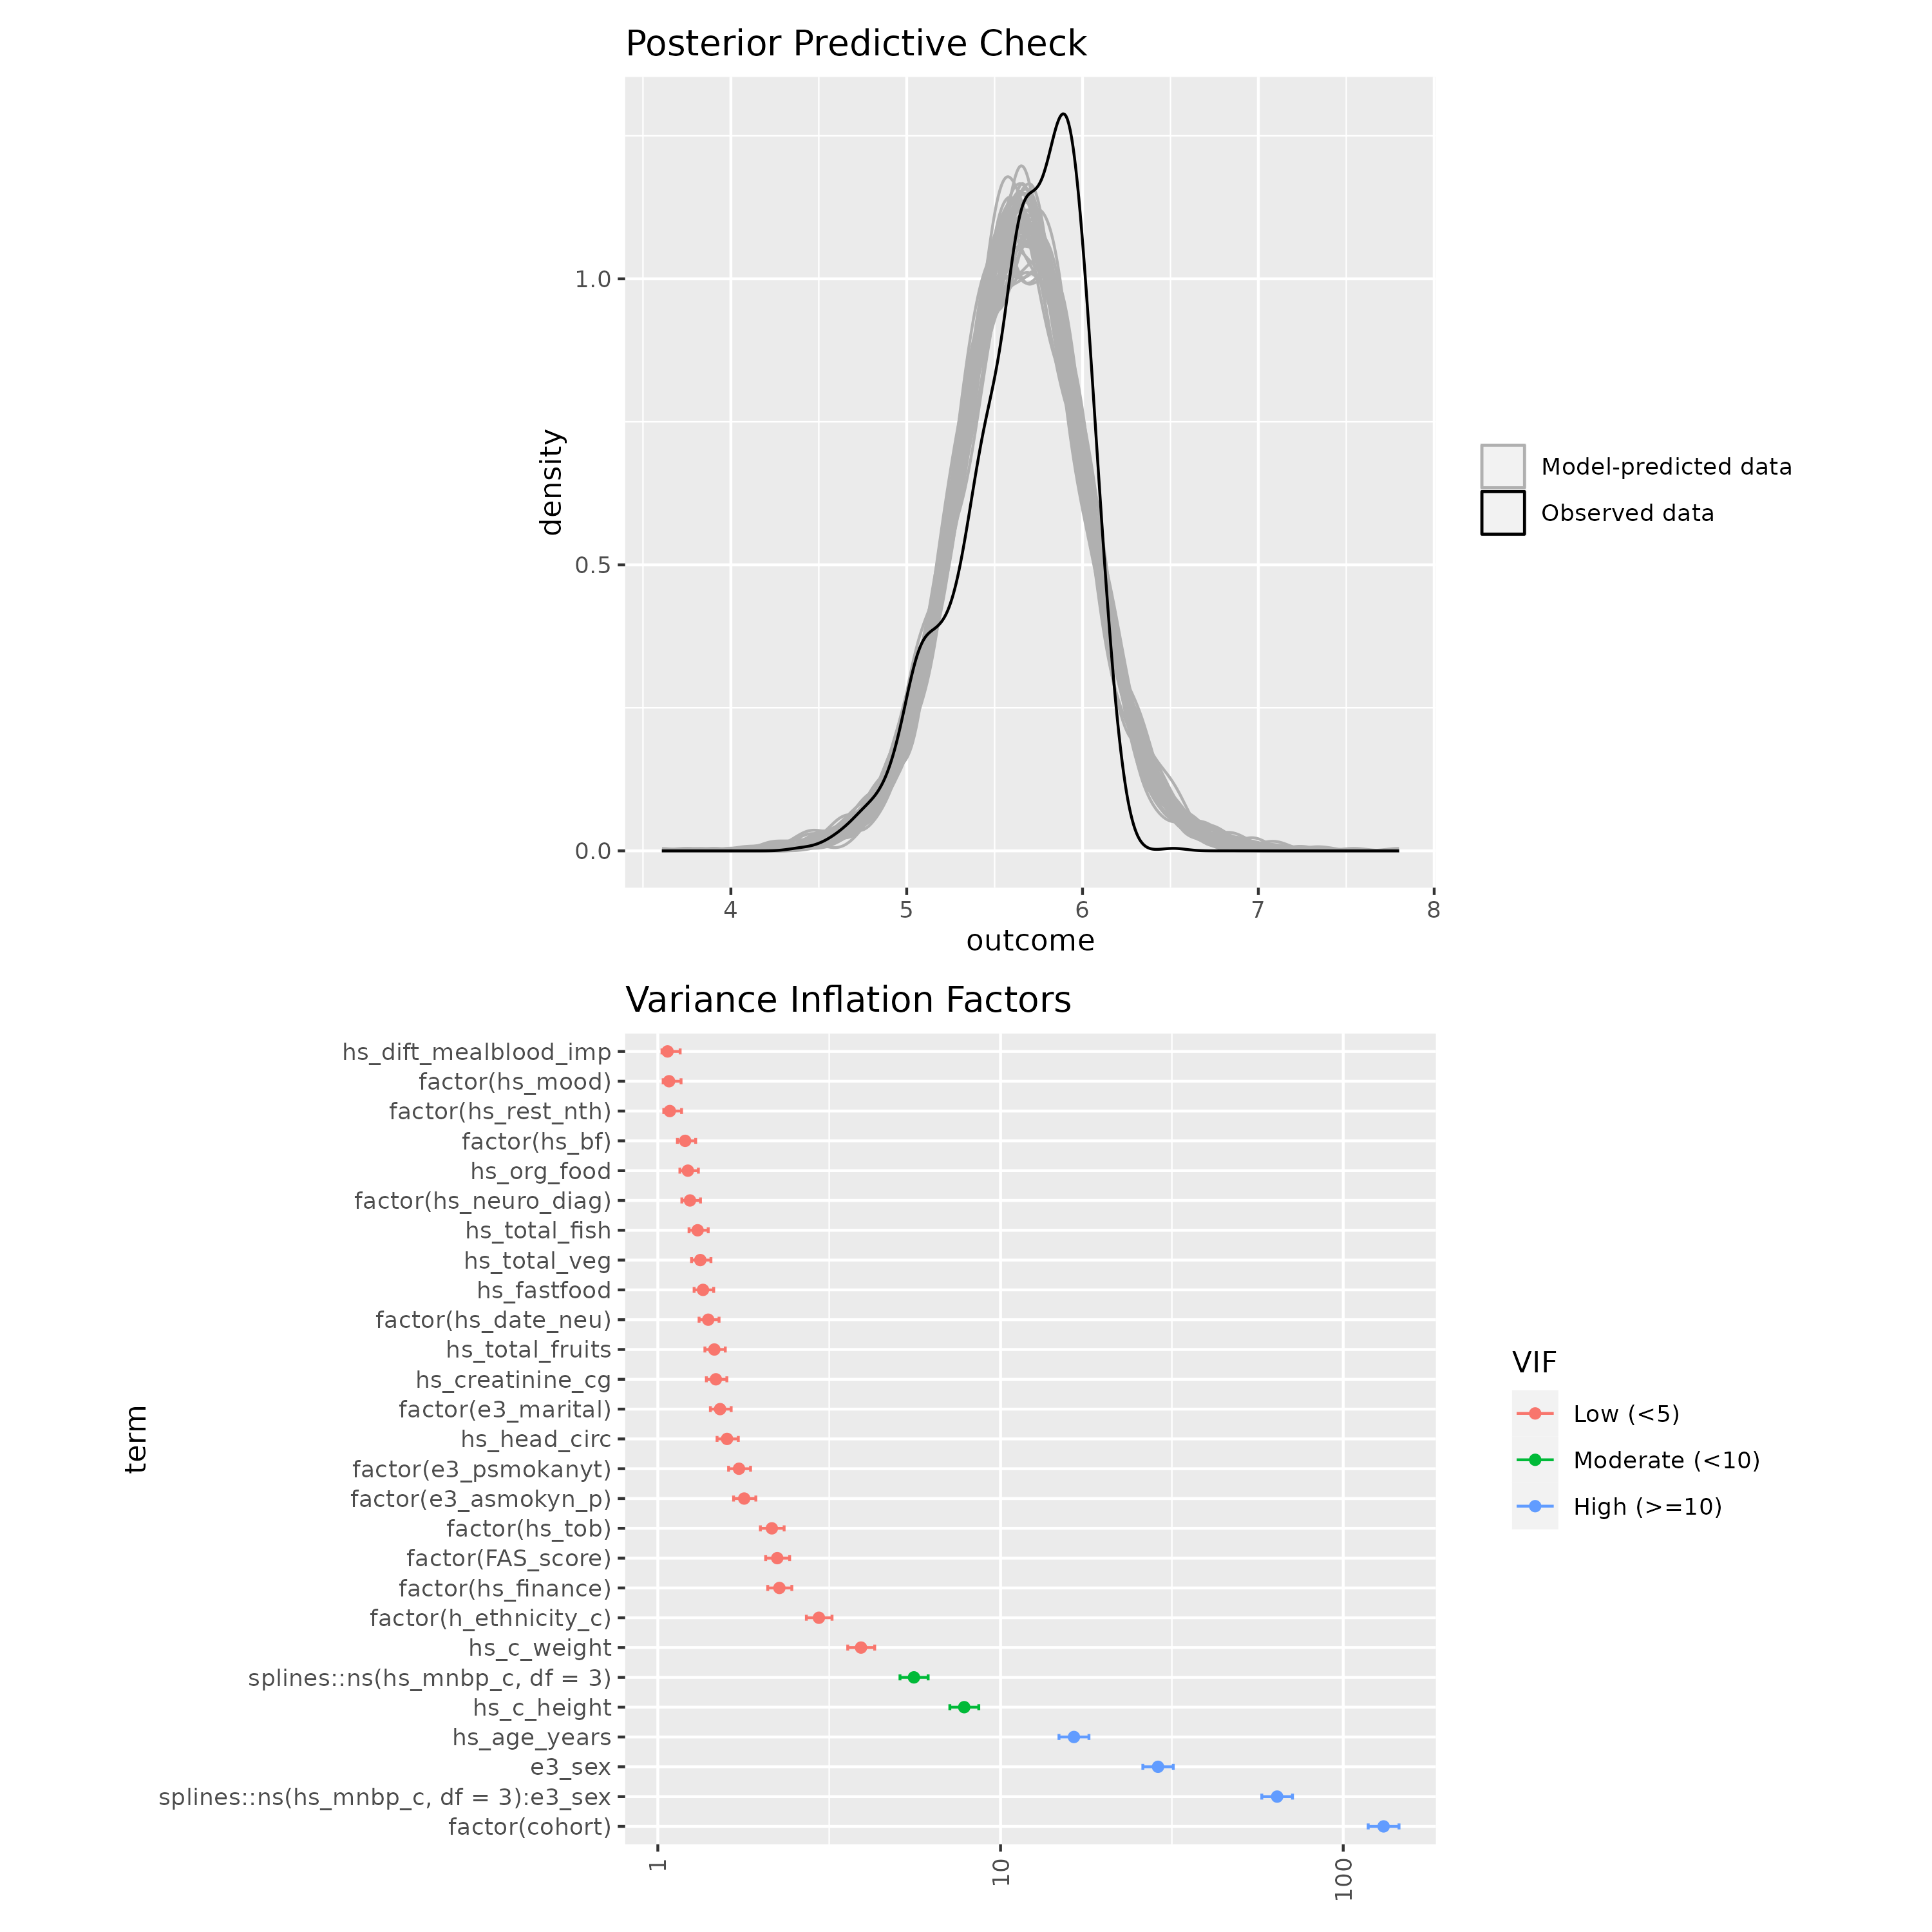 Posterior Predictive Check
density
1.0
0.5
0.0
4 5 6 7 8
outcome
Model-predicted data
Observed data
Variance Inflation Factors
term
hs_dift_mealblood_imp
factor(hs_mood)
factor(hs_rest_nth)
factor(hs_bf)
hs_org_food
factor(hs_neuro_diag)
hs_total_fish
hs_total_veg
hs_fastfood
factor(hs_date_neu)
hs_total_fruits
hs_creatinine_cg
factor(e3_marital)
hs_head_circ
factor(e3_psmokanyt)
factor(e3_asmokyn_p)
factor(hs_tob)
factor(FAS_score)
factor(hs_finance)
factor(h_ethnicity_c)
hs_c_weight
splines::ns(hs_mnbp_c, df = 3)
hs_c_height
hs_age_years
e3_sex
splines::ns(hs_mnbp_c, df = 3):e3_sex
factor(cohort)
1 10 100
VIF
Low (<5)
Moderate (<10)
High (>=10)